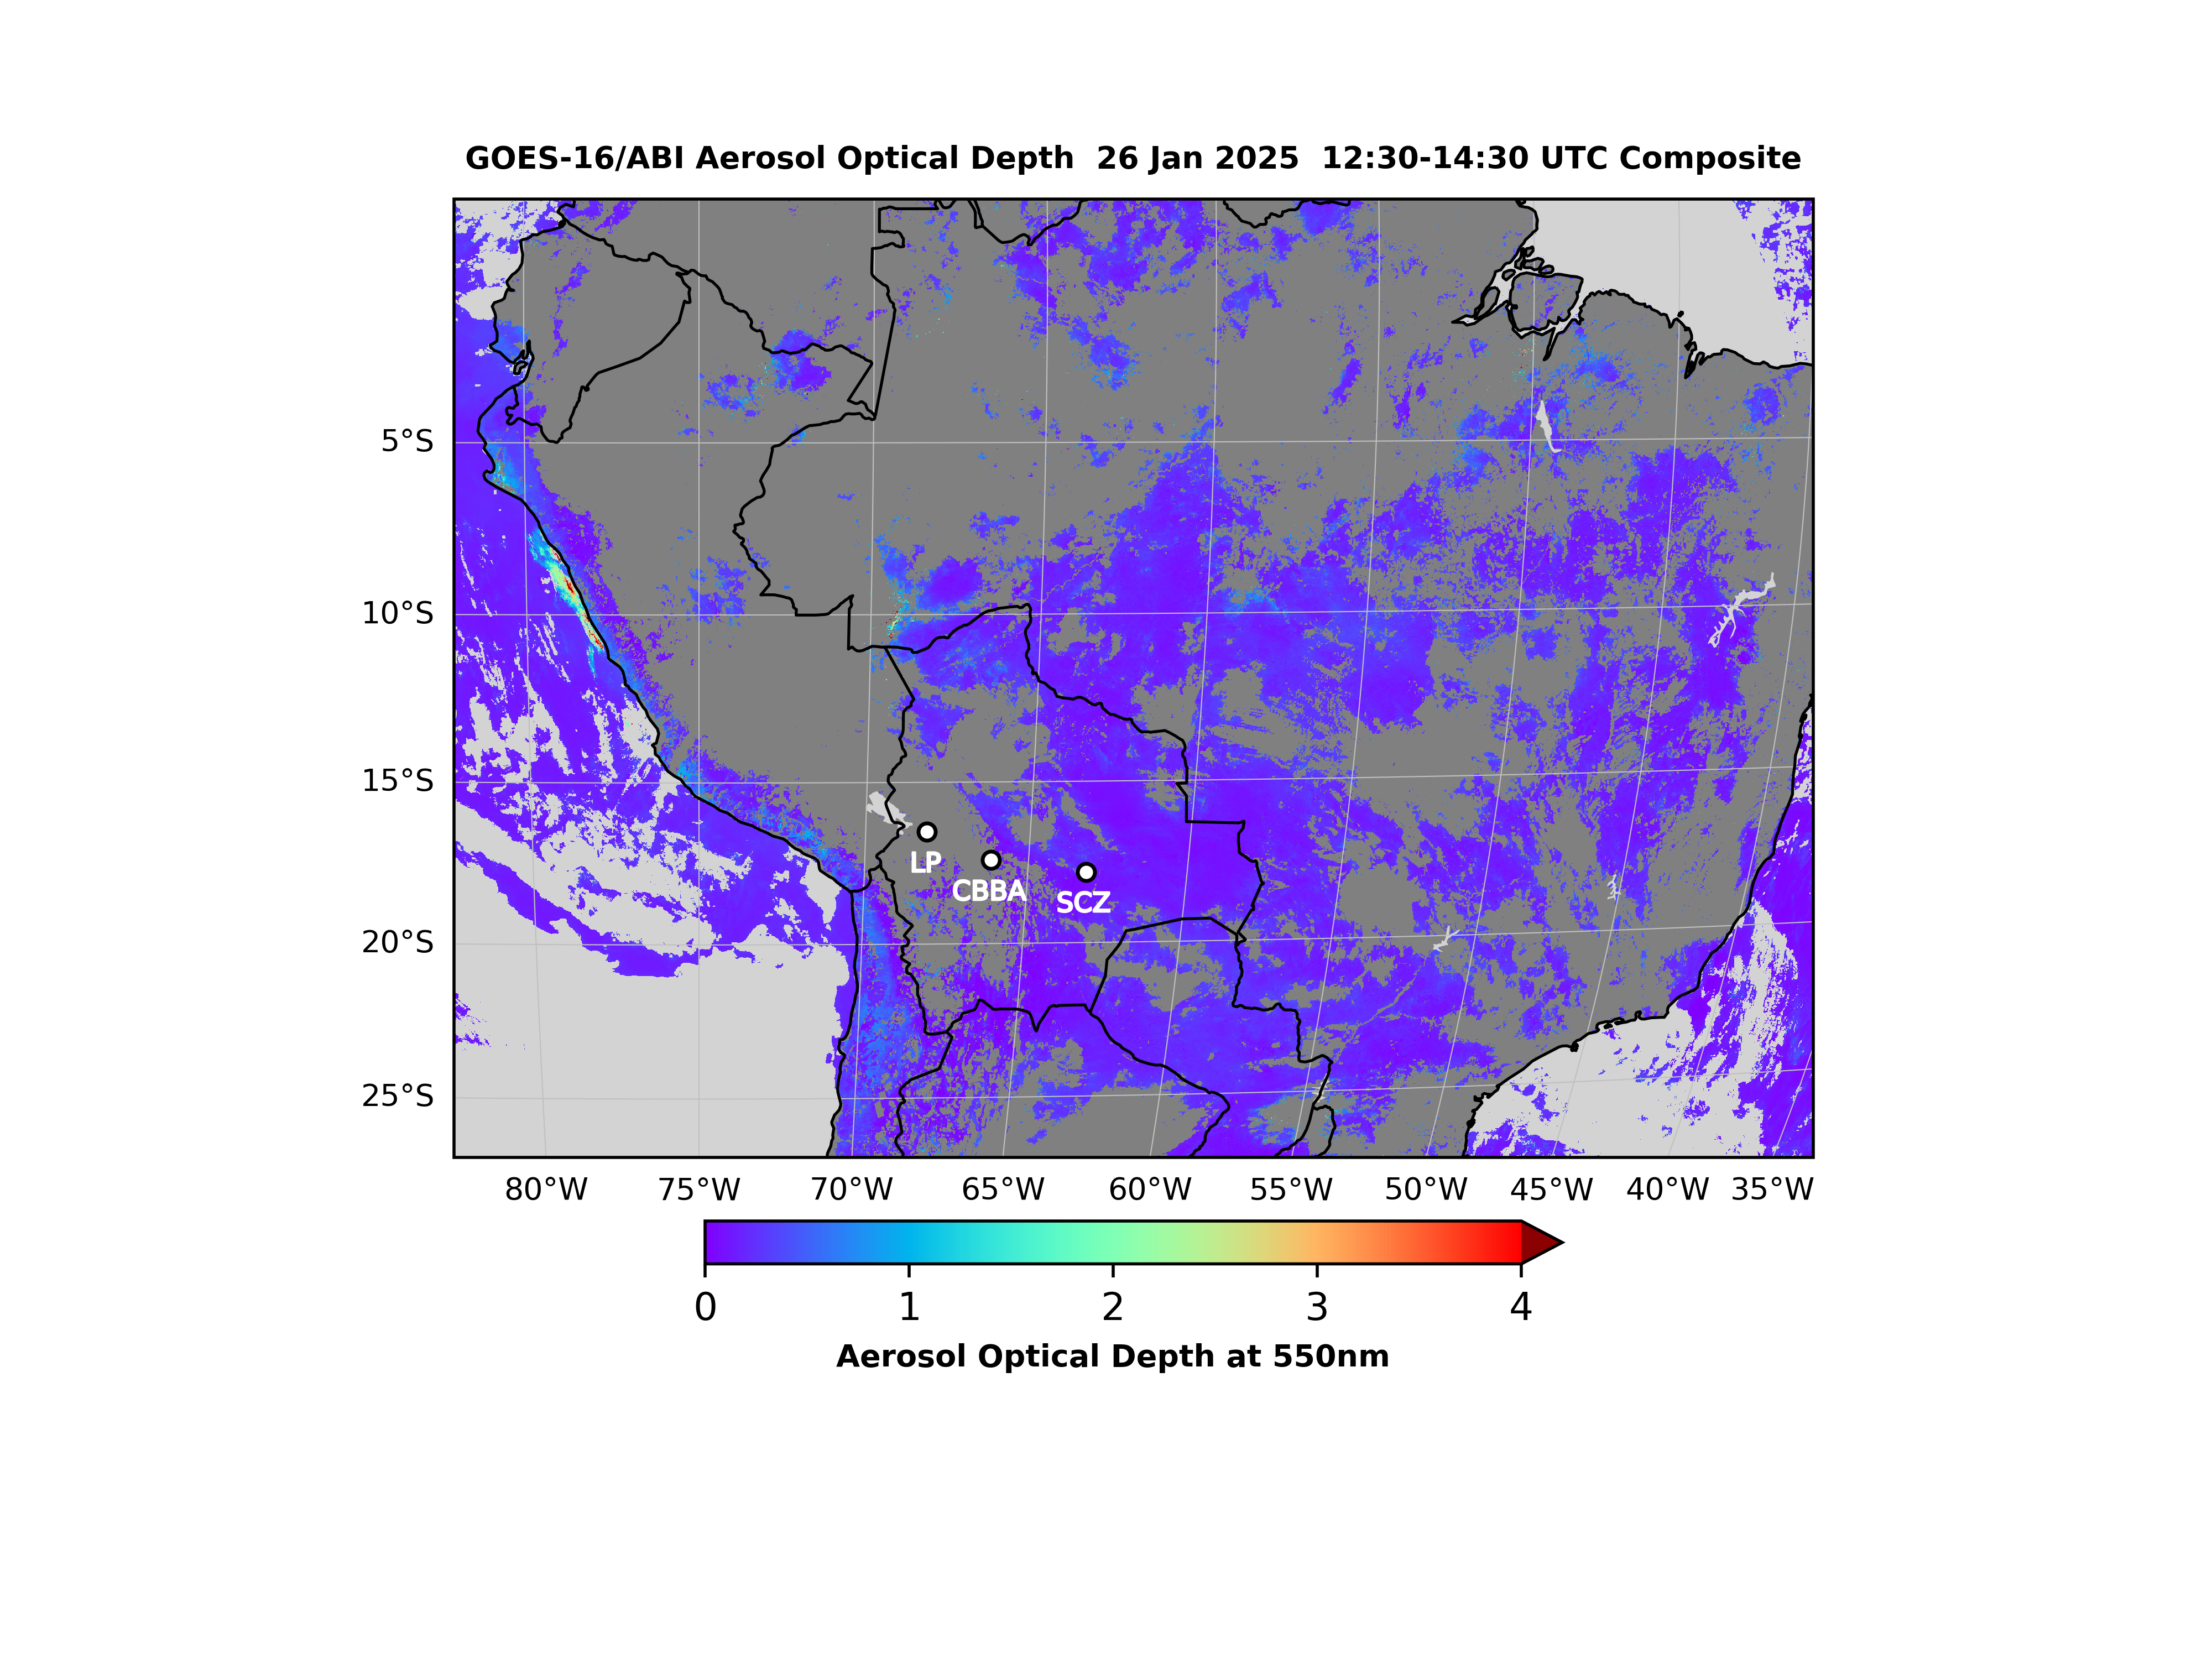 GOES-16/ABI Aerosol Optical Depth  26 Jan 2025  12:30-14:30 UTC Composite
5°S
10°S
15°S
LP
CBBA
SCZ
20°S
25°S
80°W 75°W 70°W 65°W 60°W 55°W 50°W 45°W 40°W 35°W
0 1 2 3 4
Aerosol Optical Depth at 550nm